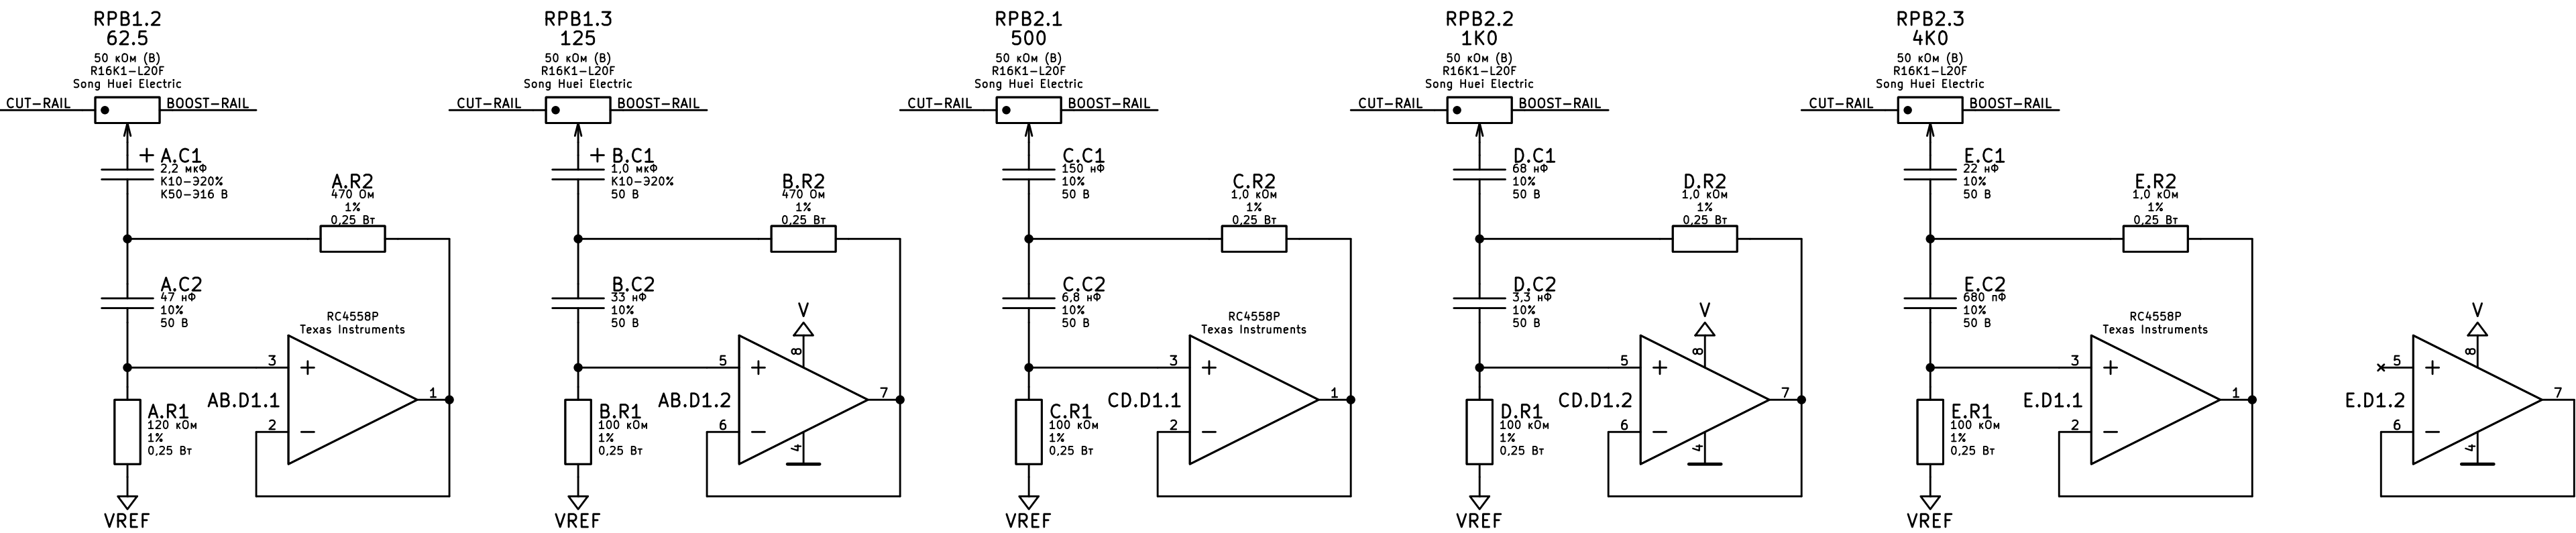 RPB1.2
62.5
50 кОм (B)
R16K1-L20F
Song Huei Electric
CUT-RAIL
BOOST-RAIL
+
A.C1
2,2 мкФ
К10-Э20%
К50-Э16 В
A.R2
470 Ом
1%
0,25 Вт
A.C2
47 нФ
10%
50 В
RC4558P
Texas Instruments
3
+
1
AB.D1.1
2
−
A.R1
120 кОм
1%
0,25 Вт
VREF
RPB1.3
125
50 кОм (B)
R16K1-L20F
Song Huei Electric
CUT-RAIL
BOOST-RAIL
+
B.C1
1,0 мкФ
К10-Э20%
50 В
B.R2
470 Ом
1%
0,25 Вт
B.C2
33 нФ
10%
50 В
V
8
5
+
7
AB.D1.2
6
−
4
B.R1
100 кОм
1%
0,25 Вт
VREF
RPB2.1
500
50 кОм (B)
R16K1-L20F
Song Huei Electric
CUT-RAIL
BOOST-RAIL
C.C1
150 нФ
10%
50 В
C.R2
1,0 кОм
1%
0,25 Вт
C.C2
6,8 нФ
10%
50 В
RC4558P
Texas Instruments
3
+
1
CD.D1.1
2
−
C.R1
100 кОм
1%
0,25 Вт
VREF
RPB2.2
1K0
50 кОм (B)
R16K1-L20F
Song Huei Electric
CUT-RAIL
BOOST-RAIL
D.C1
68 нФ
10%
50 В
D.R2
1,0 кОм
1%
0,25 Вт
D.C2
3,3 нФ
10%
50 В
V
8
5
+
7
CD.D1.2
6
−
4
D.R1
100 кОм
1%
0,25 Вт
VREF
RPB2.3
4K0
50 кОм (B)
R16K1-L20F
Song Huei Electric
CUT-RAIL
BOOST-RAIL
E.C1
22 нФ
10%
50 В
E.R2
1,0 кОм
1%
0,25 Вт
E.C2
680 пФ
10%
50 В
RC4558P
Texas Instruments
3
+
1
E.D1.1
2
−
E.R1
100 кОм
1%
0,25 Вт
VREF
V
8
5
+
7
E.D1.2
6
−
4